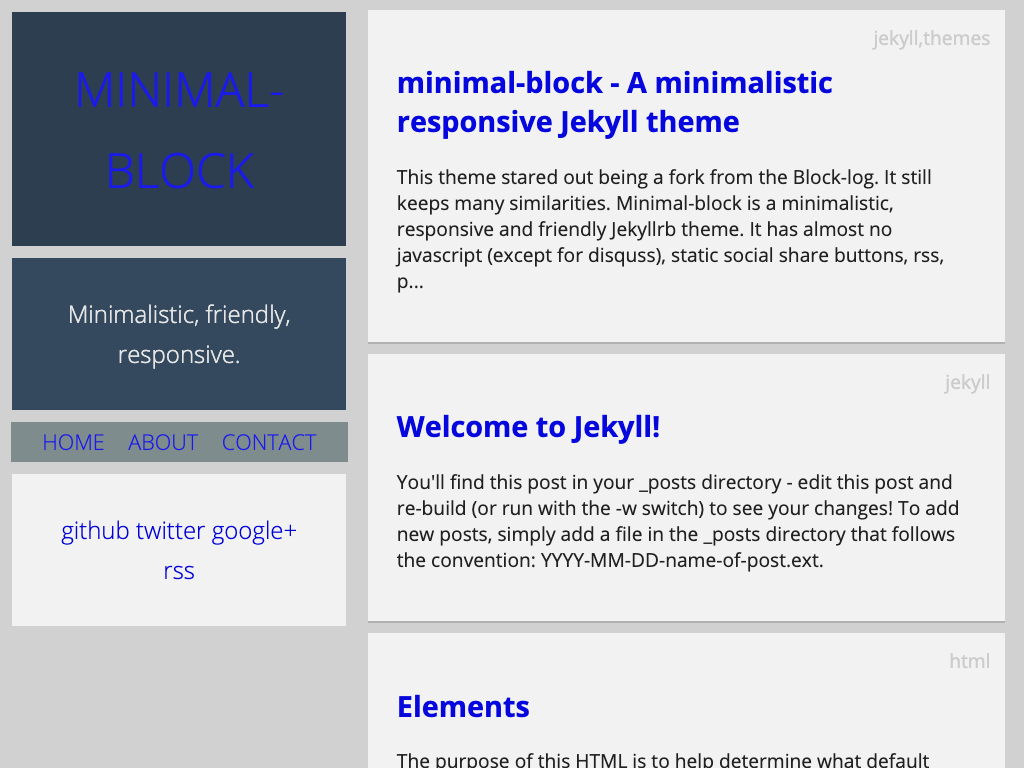 MINIMAL-
BLOCK
Minimalistic, friendly,
responsive.
HOME ABOUT CONTACT
github twitter google+
rss
jekyll,themes
minimal-block - A minimalistic
responsive Jekyll theme
This theme stared out being a fork from the Block-log. It still
keeps many similarities. Minimal-block is a minimalistic,
responsive and friendly Jekyllrb theme. It has almost no
javascript (except for disquss), static social share buttons, rss,
p...
jekyll
Welcome to Jekyll!
You'll find this post in your _posts directory - edit this post and
re-build (or run with the -w switch) to see your changes! To add
new posts, simply add a file in the _posts directory that follows
the convention: YYYY-MM-DD-name-of-post.ext.
html
Elements
The purpose of this HTML is to help determine what default